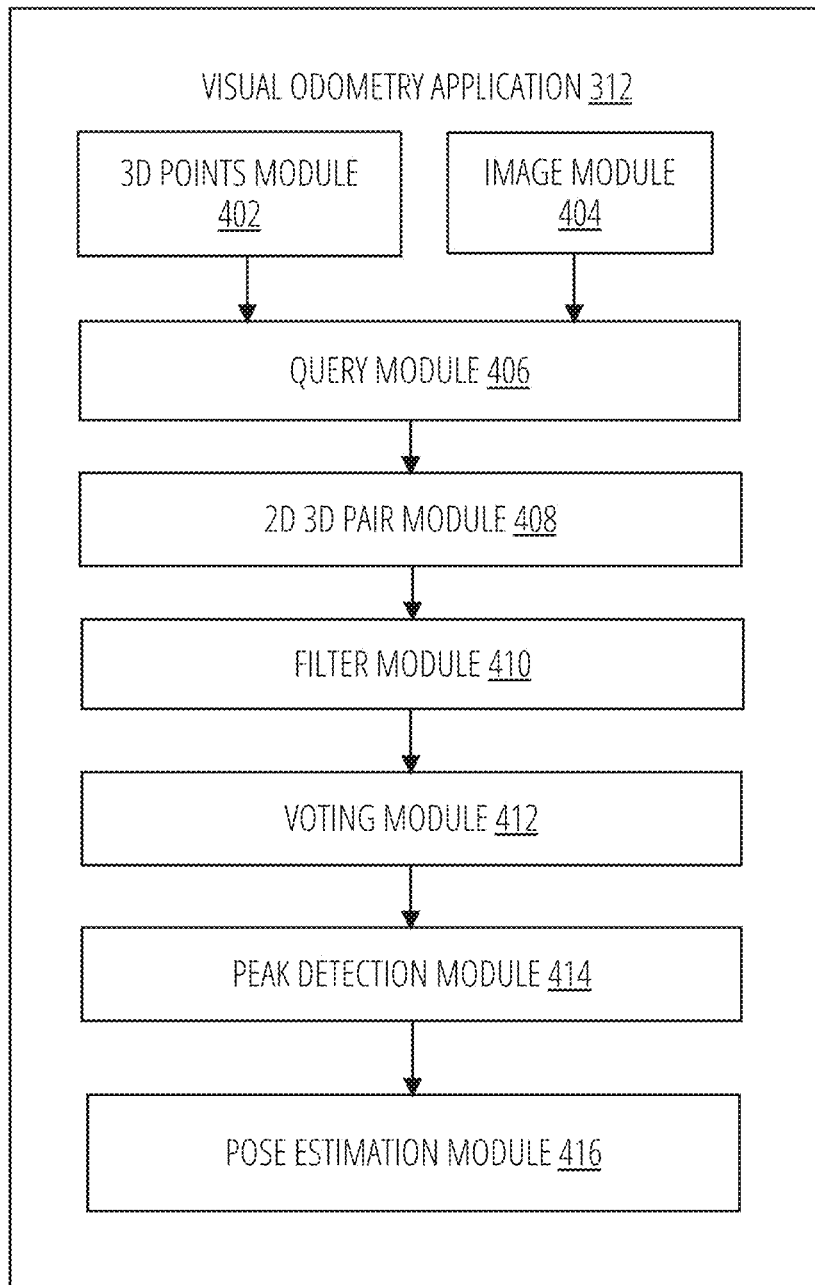 VISUAL ODOMETRY APPLICATION 312
3D POINTS MODULE
402
IMAGE MODULE
404
QUERY MODULE 406
2D 3D PAIR MODULE 408
FILTER MODULE 410
VOTING MODULE 412
PEAK DETECTION MODULE 414
POSE ESTIMATION MODULE 416